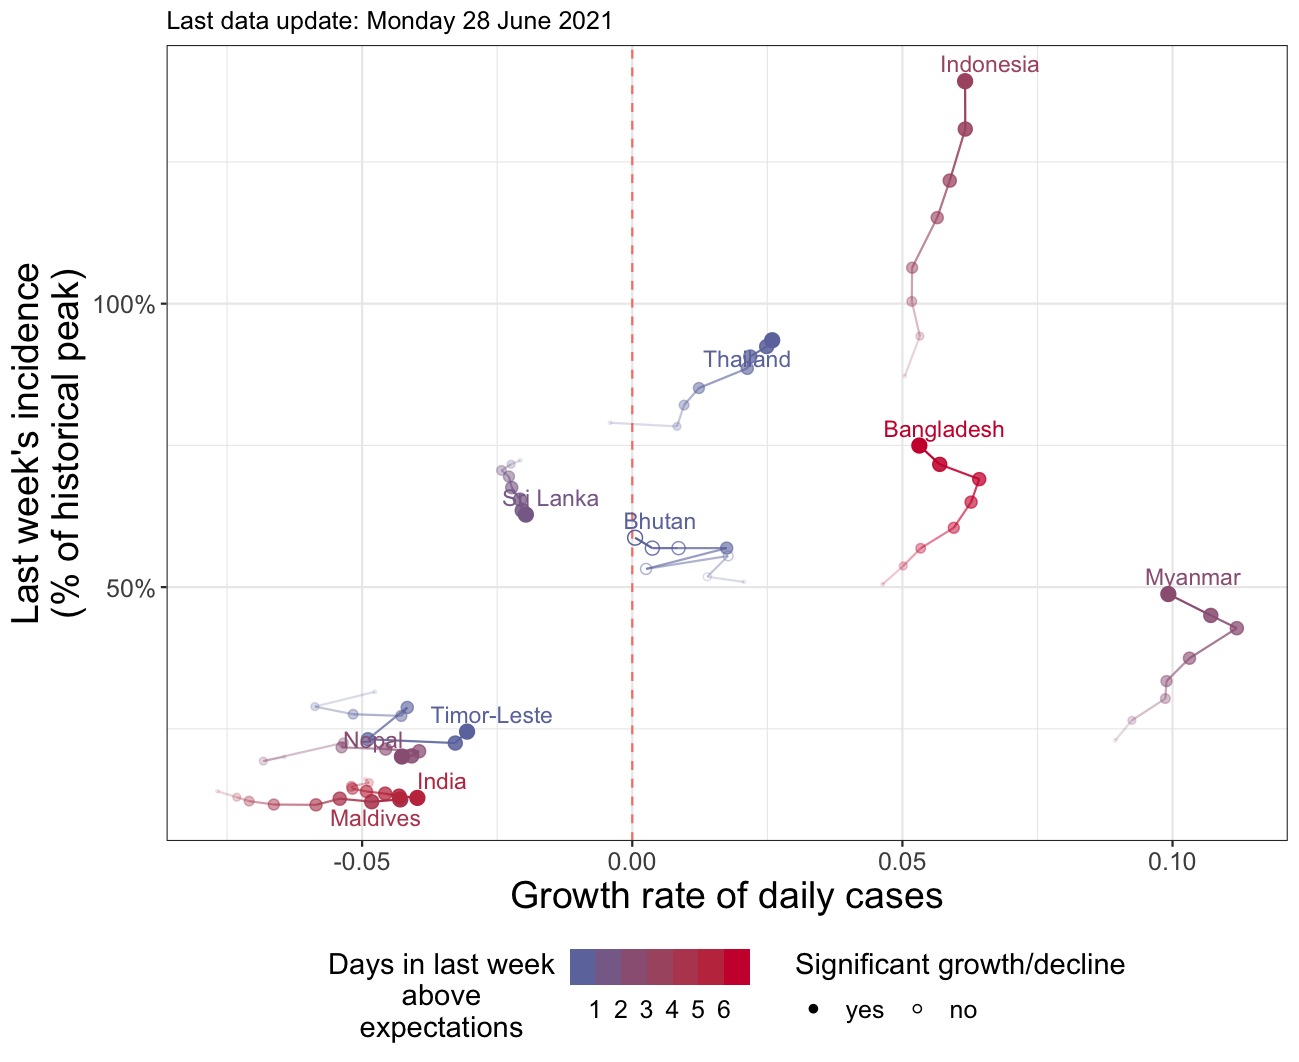 Last data update: Monday 28 June 2021
Indonesia
100%
Thailand
Bangladesh
Sri Lanka
Bhutan
50%
Myanmar
Timor-Leste
Nepal
India
Maldives
Last week's incidence
(% of historical peak)
-0.05 0.00 0.05 0.10
Growth rate of daily cases
Days in last week
above
expectations
1 2 3 4 5 6
Significant growth/decline
yes no